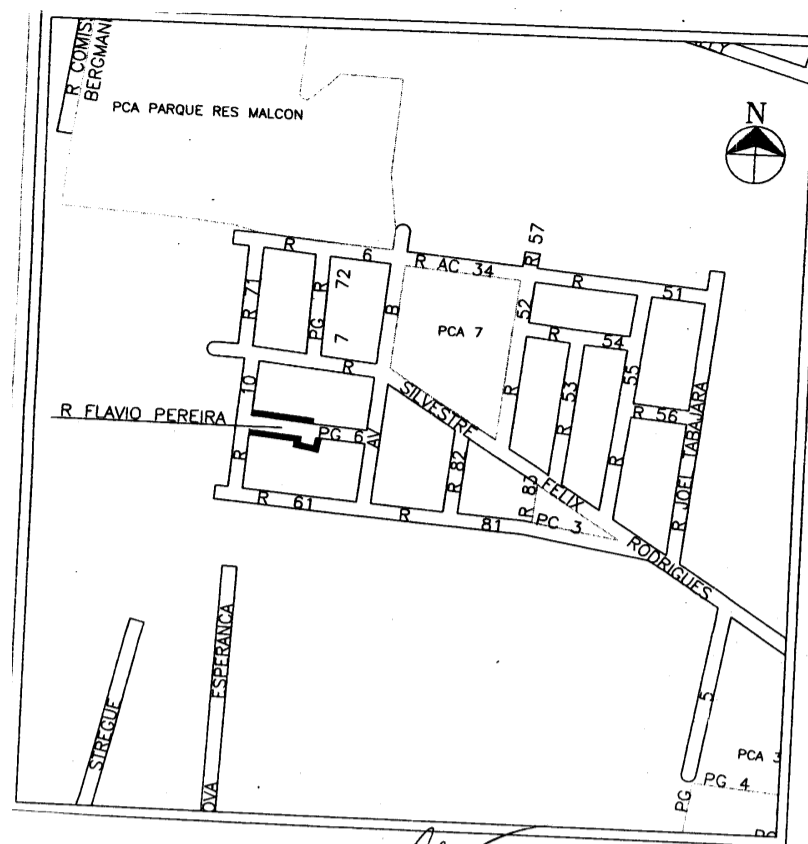 R COMIS
BERGMAN
PCA PARQUE RES MALCON
N
R 57
R 6
R AC 34
R 51
R 71
PG R 72
7
B
PCA 7
R 52
R 54
R 53
R 55
R 56
R JOEL TABAJARA
R
R 10
R FLAVIO PEREIRA
PG 6
AV
SILVESTRE FELIX RODRIGUES
R 82
R 83
PC 3
R 61
R 81
ESPERANCA
OVA
STREGUE
5
PG
PCA 3
PG 4